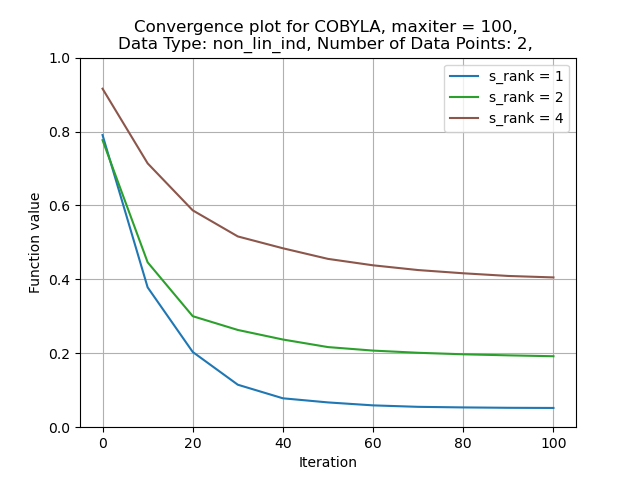 Convergence plot for COBYLA, maxiter = 100,
Data Type: non_lin_ind, Number of Data Points: 2,
1.0
0.8
0.6
0.4
0.2
0.0
Function value
s_rank = 1
s_rank = 2
s_rank = 4
0
20
40
60
80
100
Iteration